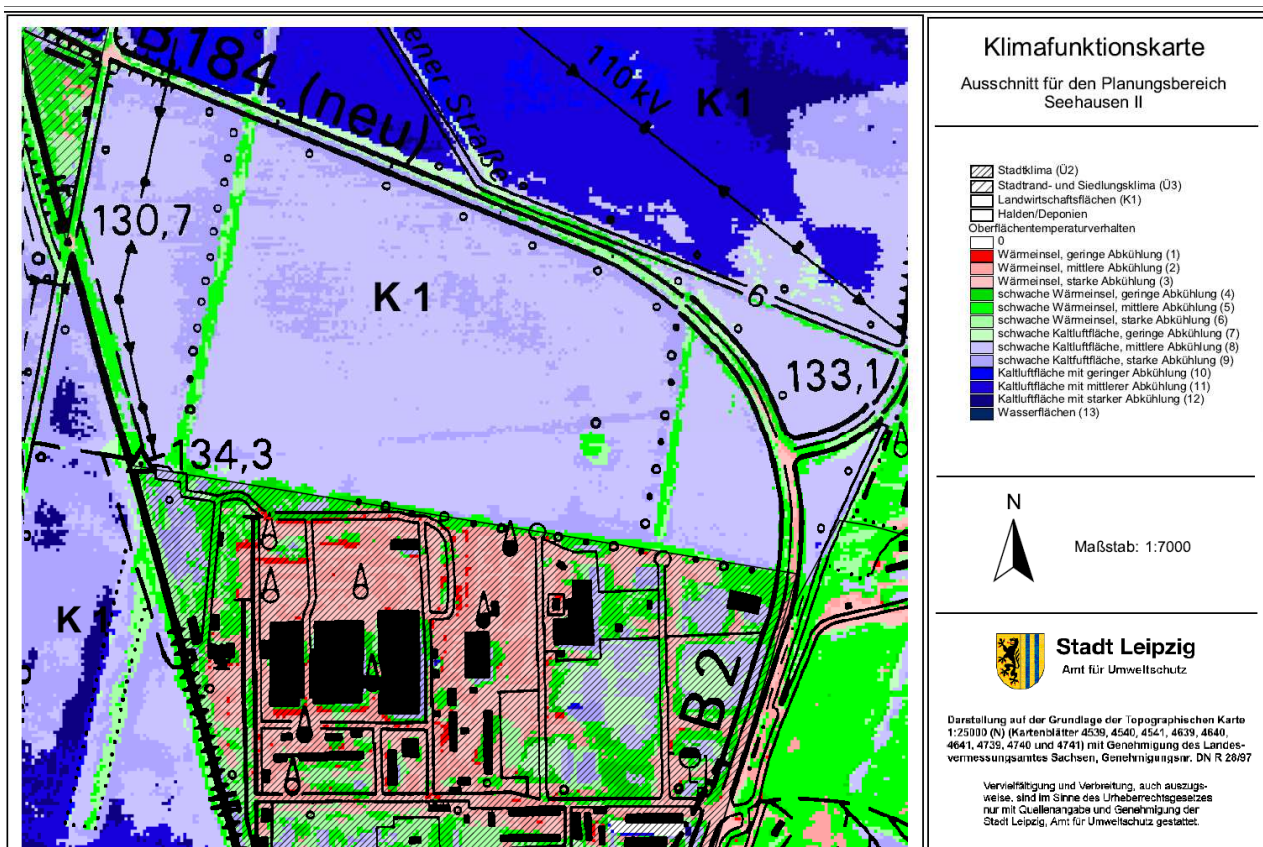 B 184 (neu)
ener Straße
110 kV
K 1
130,7
K 1
6
133,1
134,3
K 1
B 2
Klimafunktionskarte
Ausschnitt für den Planungsbereich
Seehausen II
Stadtklima (Ü2)
Stadtrand- und Siedlungsklima (Ü3)
Landwirtschaftsflächen (K1)
Halden/Deponien
Oberflächentemperaturverhalten
0
Wärmeinsel, geringe Abkühlung (1)
Wärmeinsel, mittlere Abkühlung (2)
Wärmeinsel, starke Abkühlung (3)
schwache Wärmeinsel, geringe Abkühlung (4)
schwache Wärmeinsel, mittlere Abkühlung (5)
schwache Wärmeinsel, starke Abkühlung (6)
schwache Kaltluftfläche, geringe Abkühlung (7)
schwache Kaltluftfläche, mittlere Abkühlung (8)
schwache Kaltfuftfläche, starke Abkühlung (9)
Kaltluftfläche mit geringer Abkühlung (10)
Kaltluftfläche mit mittlerer Abkühlung (11)
Kaltluftfläche mit starker Abkühlung (12)
Wasserflächen (13)
N
Maßstab: 1:7000
Stadt Leipzig
Amt für Umweltschutz
Darstellung auf der Grundlage der Topographischen Karte
1:25000 (N) (Kartenblätter 4539, 4540, 4541, 4639, 4640,
4641, 4739, 4740 und 4741) mit Genehmigung des Landes-
vermessungsamtes Sachsen, Genehmigungsnr. DN R 28/97
Vervielfältigung und Verbreitung, auch auszugs-
weise, sind im Sinne des Urheberrechtsgesetzes
nur mit Quellenangabe und Genehmigung der
Stadt Leipzig, Amt für Umweltschutz gestattet.